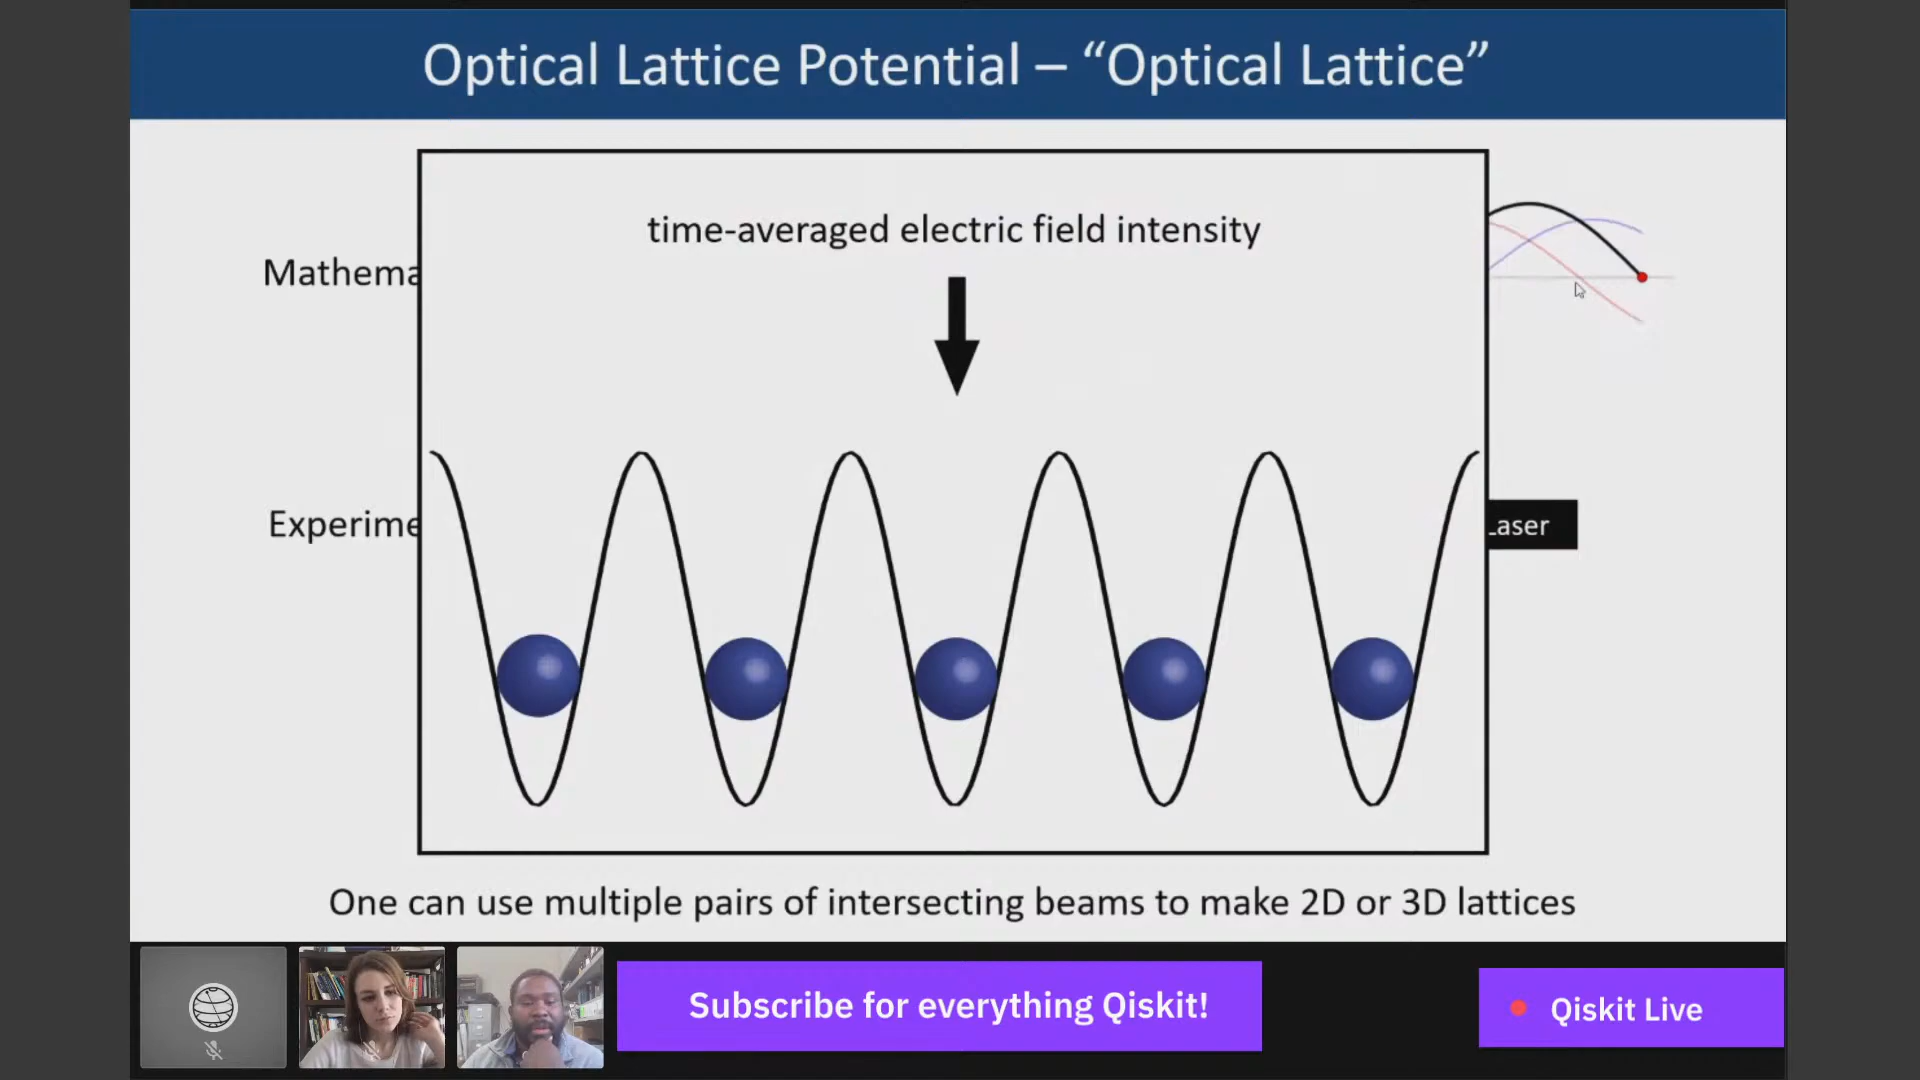 Optical Lattice Potential – “Optical Lattice”
time-averaged electric field intensity
Mathema
Experime
Laser
One can use multiple pairs of intersecting beams to make 2D or 3D lattices
Subscribe for everything Qiskit!
Qiskit Live